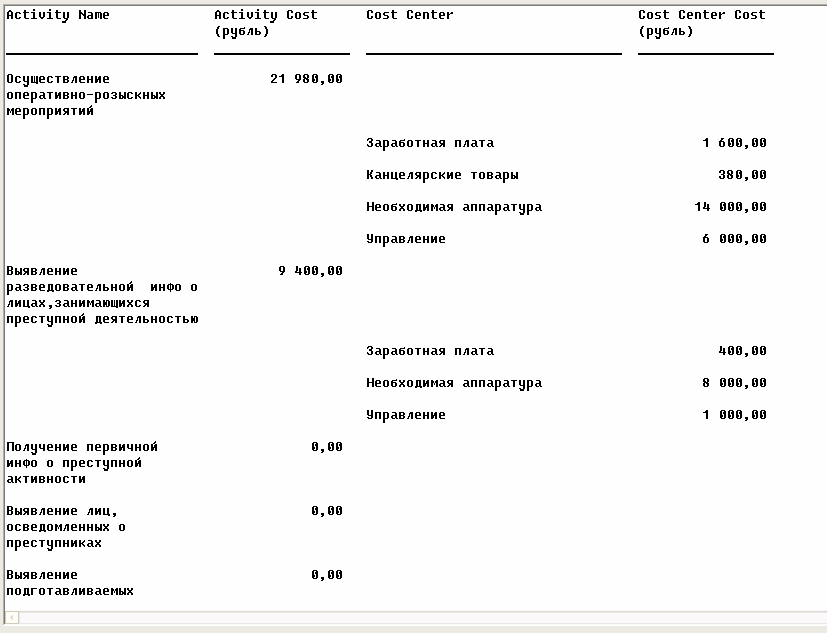 Activity Name Activity Cost Cost Center Cost Center Cost
(рубль) (рубль)
Осуществление 21 980,00
оперативно-розыскных
мероприятий
Заработная плата 1 600,00
Канцелярские товары 380,00
Необходимая аппаратура 14 000,00
Управление 6 000,00
Выявление 9 400,00
разведовательной инфо о
лицах,занимающихся
преступной деятельностью
Заработная плата 400,00
Необходимая аппаратура 8 000,00
Управление 1 000,00
Получение первичной 0,00
инфо о преступной
активности
Выявление лиц, 0,00
осведомленных о
преступниках
Выявление 0,00
подготавливаемых